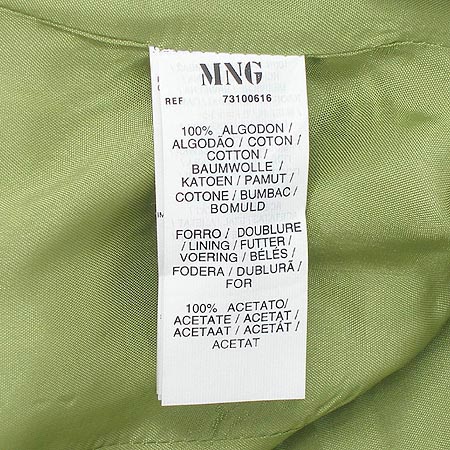 MNG
REF 73100616
100% ALGODON /
ALGODÃO / COTON /
COTTON /
BAUMWOLLE /
KATOEN / PAMUT /
COTONE / BUMBAC /
BOMULD
FORRO / DOUBLURE
/ LINING / FUTTER /
VOERING / BÉLÉS /
FODERA / DUBLURĂ /
FOR
100% ACETATO/
ACETATE / ACETAT /
ACETAAT / ACETÁT /
ACETAT